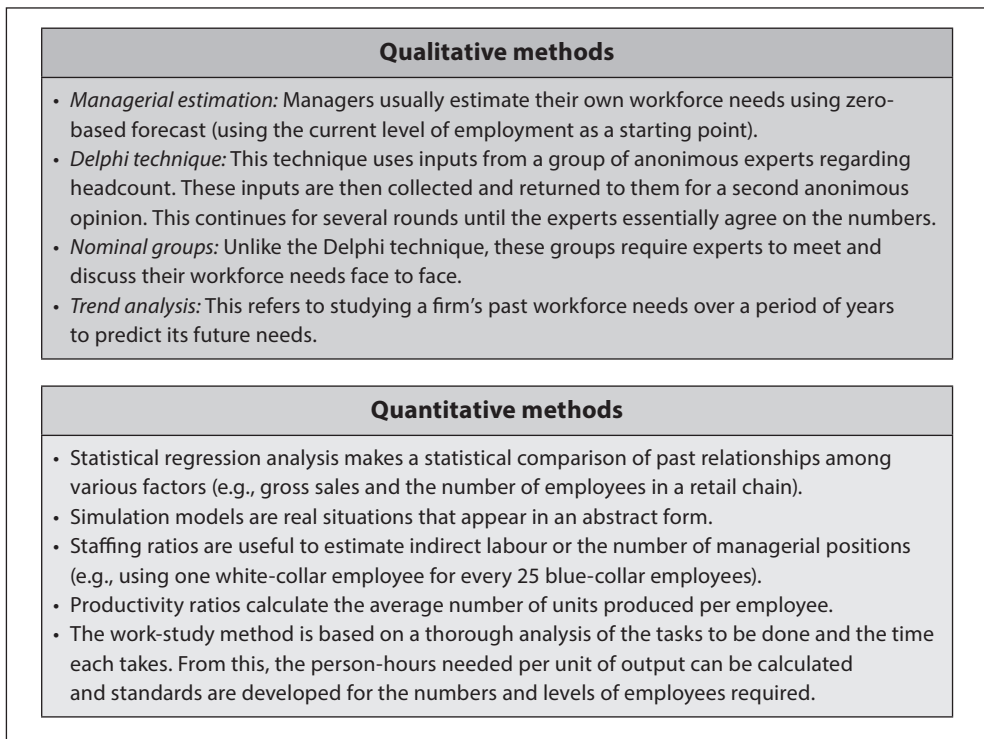 Qualitative methods
• Managerial estimation: Managers usually estimate their own workforce needs using zero-
based forecast (using the current level of employment as a starting point).
• Delphi technique: This technique uses inputs from a group of anonimous experts regarding
headcount. These inputs are then collected and returned to them for a second anonimous
opinion. This continues for several rounds until the experts essentially agree on the numbers.
• Nominal groups: Unlike the Delphi technique, these groups require experts to meet and
discuss their workforce needs face to face.
• Trend analysis: This refers to studying a firm's past workforce needs over a period of years
to predict its future needs.
Quantitative methods
• Statistical regression analysis makes a statistical comparison of past relationships among
various factors (e.g., gross sales and the number of employees in a retail chain).
• Simulation models are real situations that appear in an abstract form.
• Staffing ratios are useful to estimate indirect labour or the number of managerial positions
(e.g., using one white-collar employee for every 25 blue-collar employees).
• Productivity ratios calculate the average number of units produced per employee.
• The work-study method is based on a thorough analysis of the tasks to be done and the time
each takes. From this, the person-hours needed per unit of output can be calculated
and standards are developed for the numbers and levels of employees required.